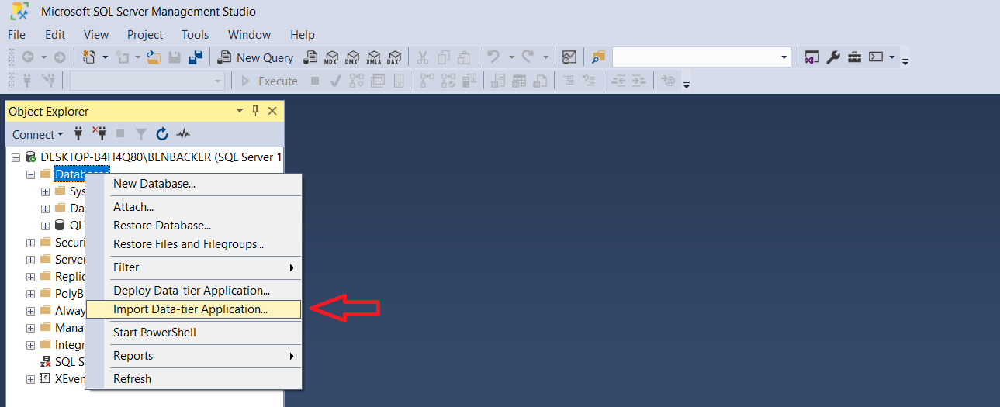 Microsoft SQL Server Management Studio
File Edit View Project Tools Window Help
New Query MDX DMX XMLA DAX
Execute
Object Explorer
Connect
DESKTOP-B4H4Q80\BENBACKER (SQL Server 1
Databases
New Database...
Sys
Attach...
Da
Restore Database...
QL
Restore Files and Filegroups...
Securi
Server
Filter
Replic
Deploy Data-tier Application...
PolyB
Import Data-tier Application...
Alway
Mana
Start PowerShell
Integr
Reports
SQL S
Refresh
XEven